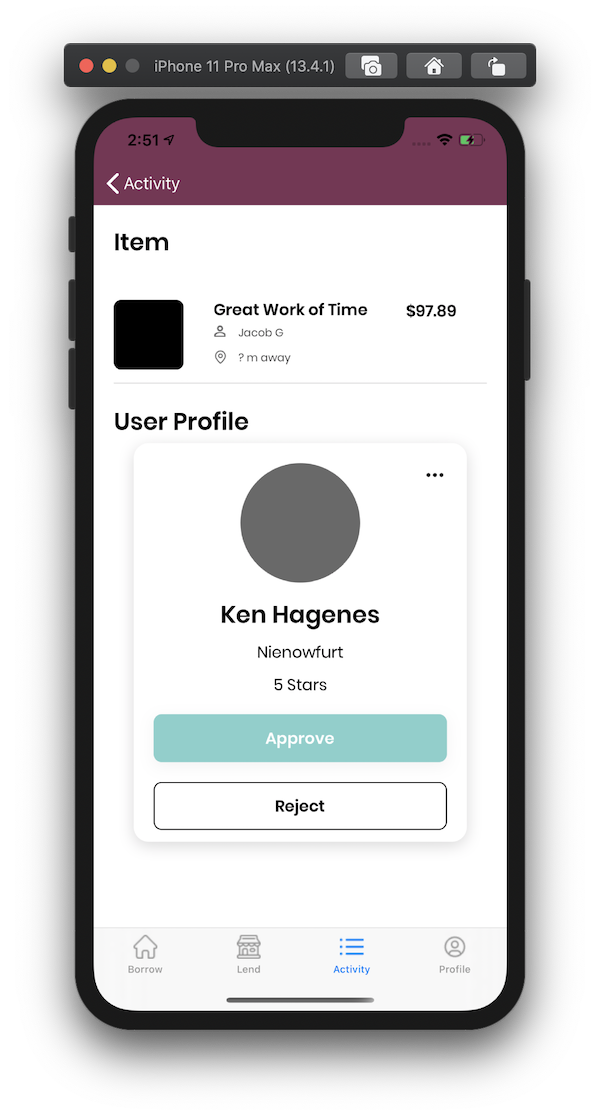 iPhone 11 Pro Max (13.4.1)
2:51
Activity
Item
Great Work of Time $97.89
Jacob G
? m away
User Profile
...
Ken Hagenes
Nienowfurt
5 Stars
Approve
Reject
Borrow Lend Activity Profile